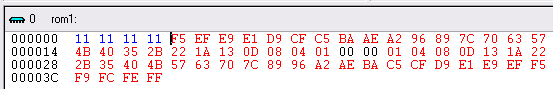 0 rom1:
000000 11 11 11 11 F5 EF E9 E1 D9 CF C5 BA AE A2 96 89 7C 70 63 57
000014 4B 40 35 2B 22 1A 13 0D 08 04 01 00 00 01 04 08 0D 13 1A 22
000028 2B 35 40 4B 57 63 70 7C 89 96 A2 AE BA C5 CF D9 E1 E9 EF F5
00003C F9 FC FE FF